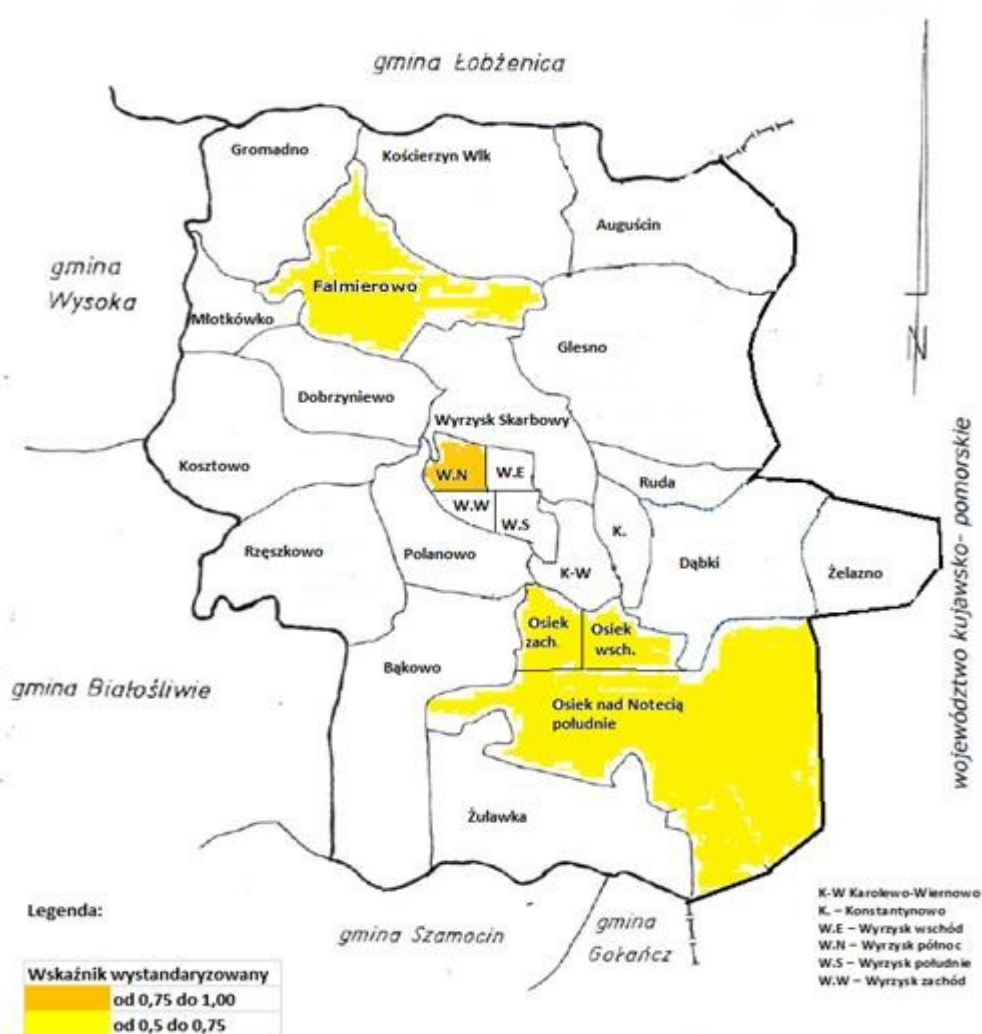 gmina Łobżenica
Gromadno
Kościerzyn Wlk
Auguścin
gmina
Wysoka
Falmierowo
Młotkówko
Glesno
N
Dobrzyniewo
Wyrzysk Skarbowy
Kosztowo
W.N
W.E
Ruda
W.W
W.S
K.
Rzęszkowo
Polanowo
K-W
Dąbki
Żelazno
województwo kujawsko- pomorskie
Osiek
zach.
Osiek
wsch.
Bąkowo
gmina Białośliwie
Osiek nad Notecią
południe
Żuławka
Legenda:
gmina Szamocin
gmina
Gołańcz
K-W Karolewo-Wiernowo
K. – Konstantynowo
W.E – Wyrzysk wschód
W.N – Wyrzysk północ
W.S – Wyrzysk południe
W.W – Wyrzysk zachód
Wskaźnik wystandaryzowany
od 0,75 do 1,00
od 0,5 do 0,75